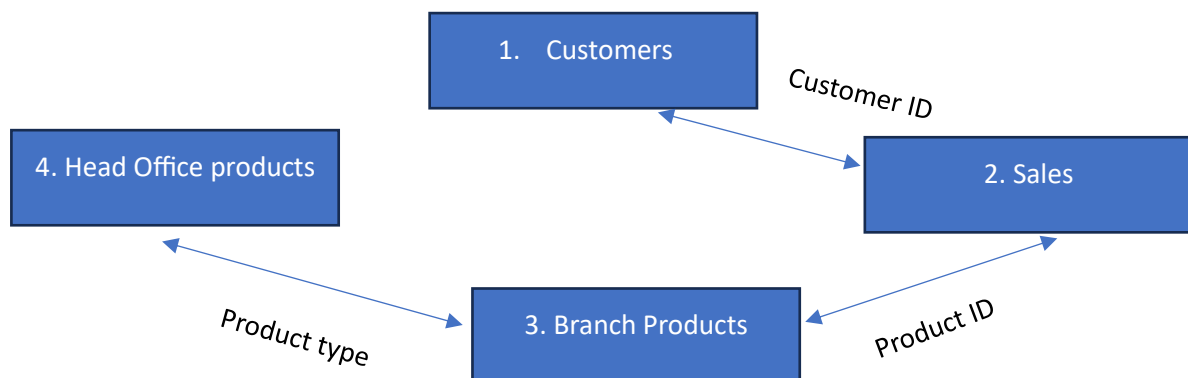 1. Customers
Customer ID
4. Head Office products
2. Sales
Product type
3. Branch Products
Product ID